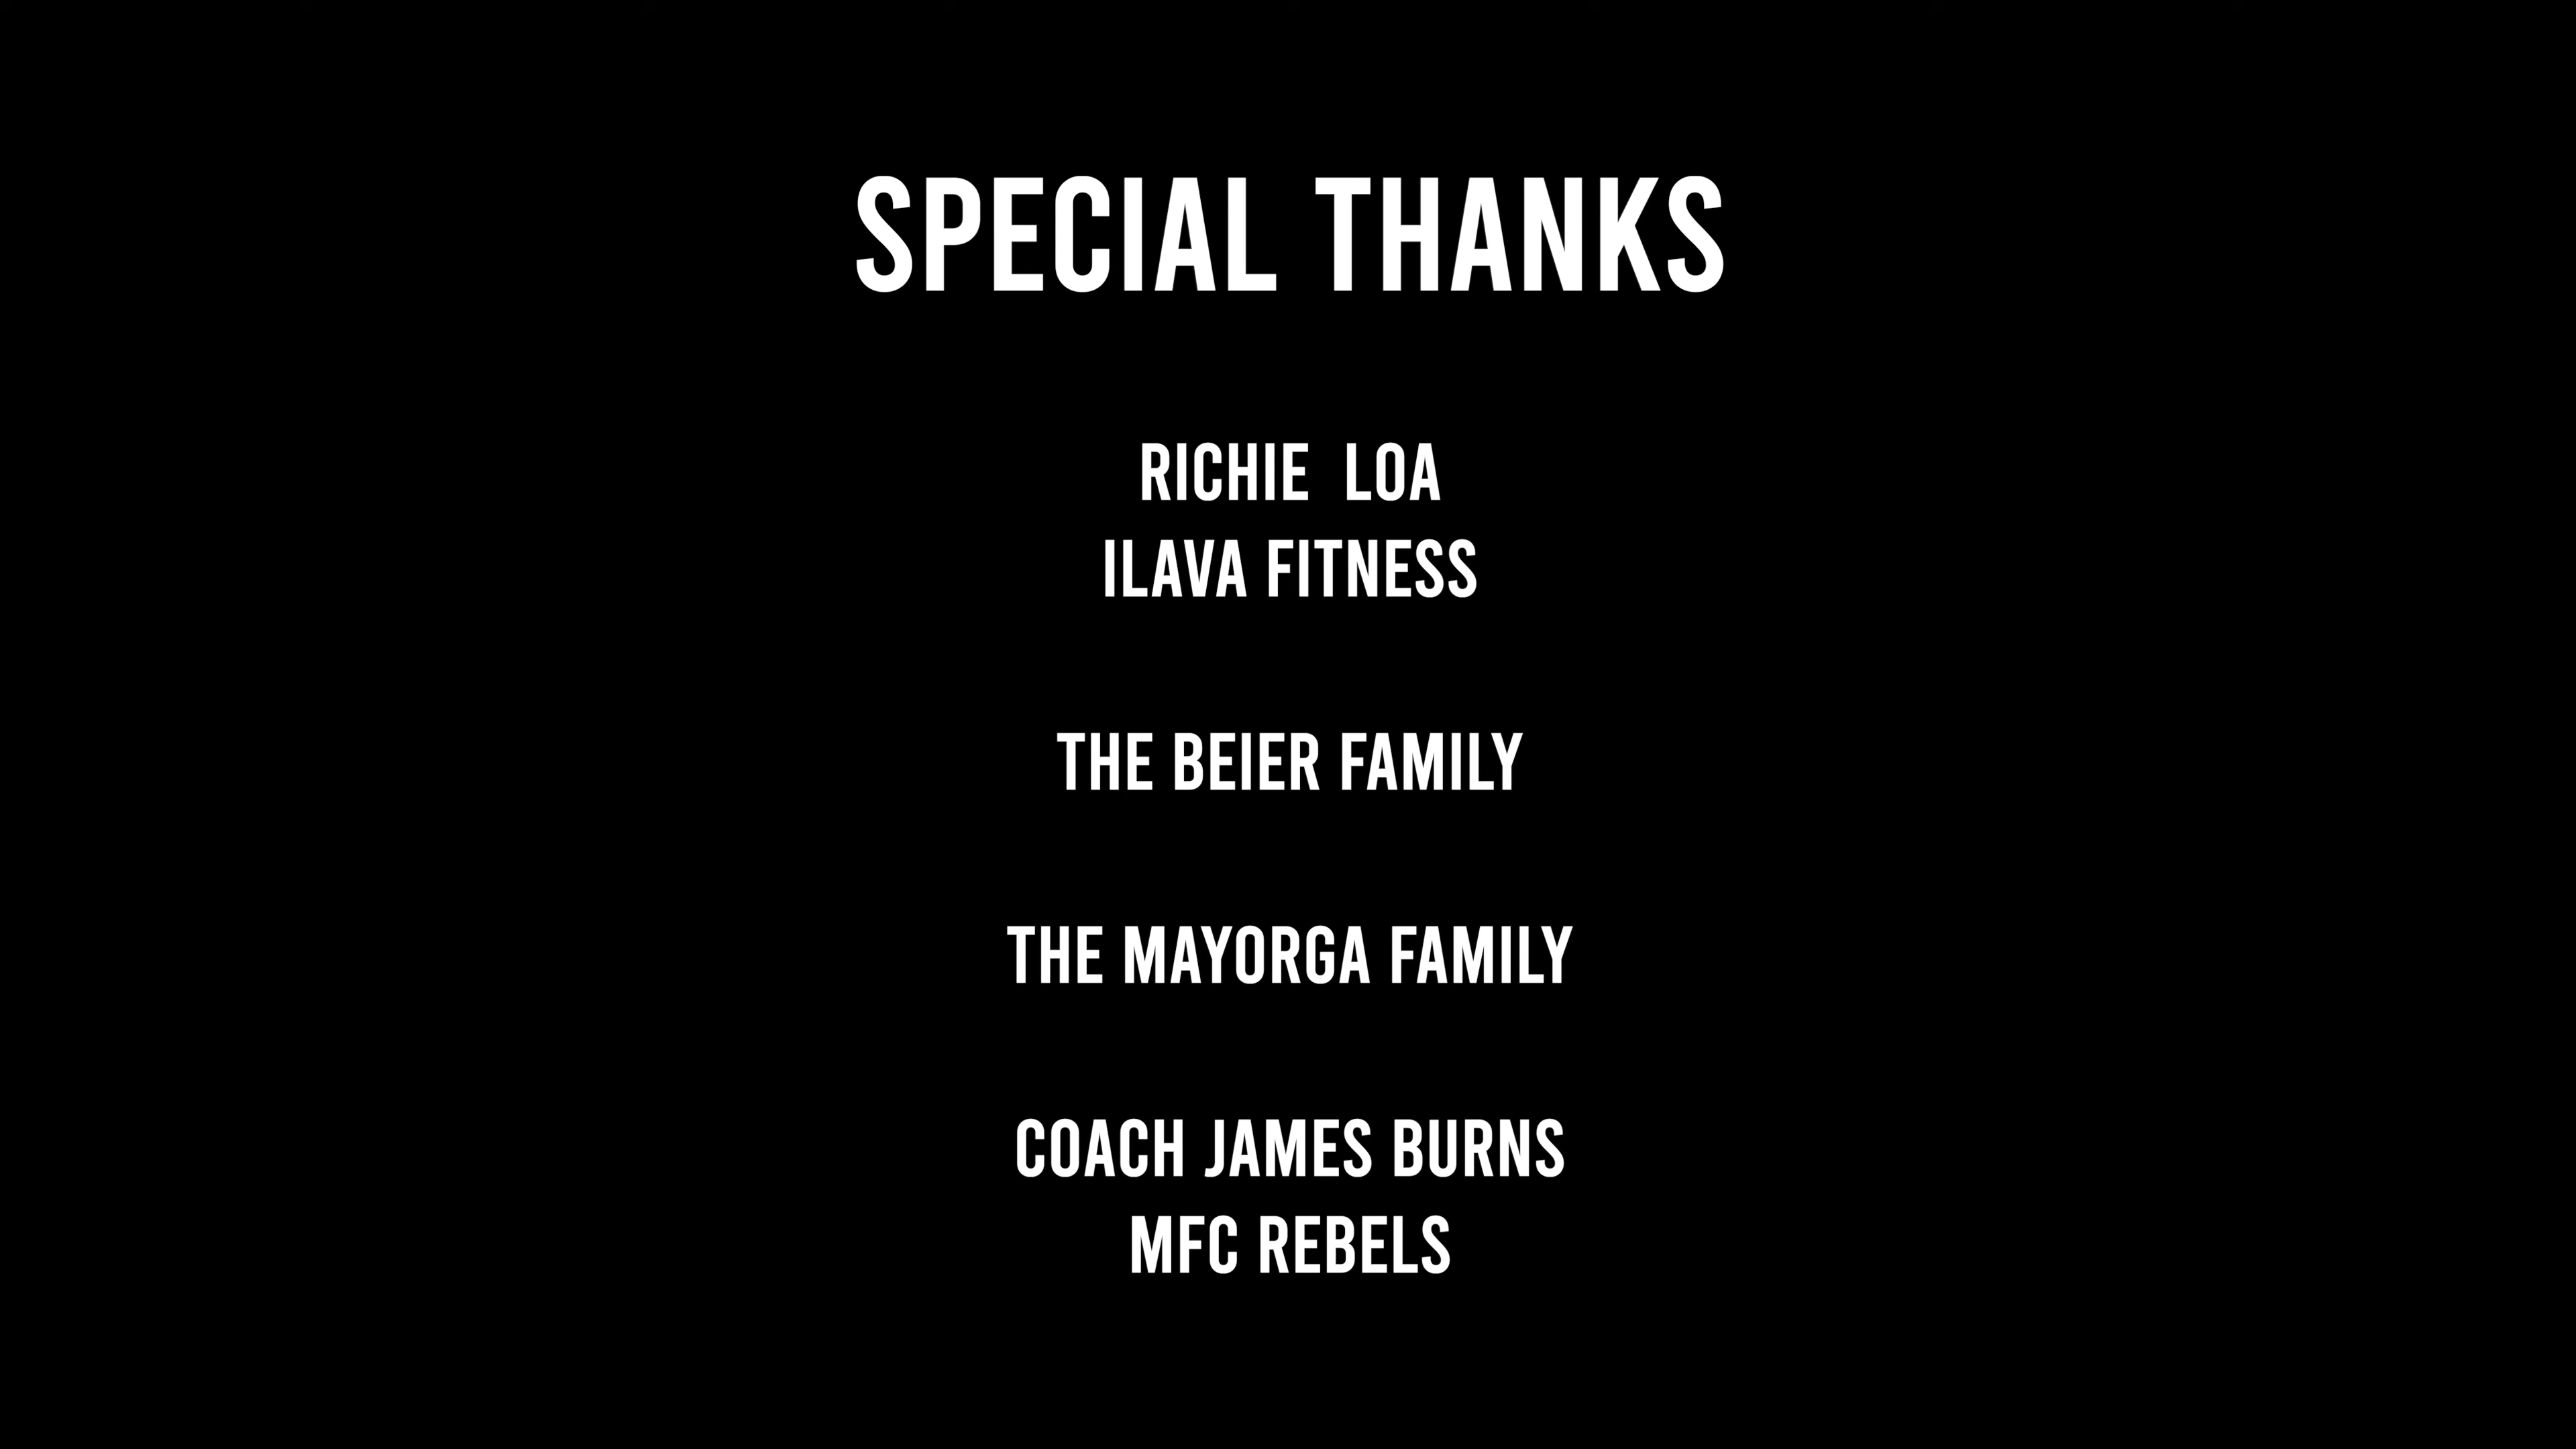 SPECIAL THANKS
RICHIE LOA
ILAVA FITNESS
THE BEIER FAMILY
THE MAYORGA FAMILY
COACH JAMES BURNS
MFC REBELS